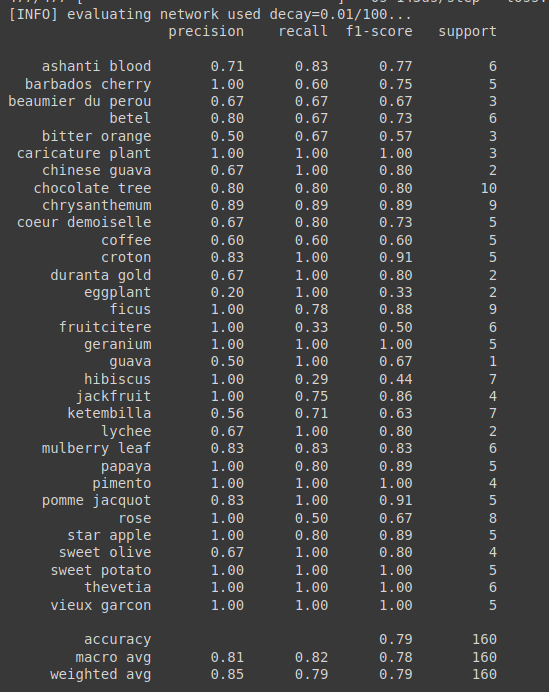 [INFO] evaluating network used decay=0.01/100...
precision recall f1-score support
ashanti blood 0.71 0.83 0.77 6
barbados cherry 1.00 0.60 0.75 5
beaumier du perou 0.67 0.67 0.67 3
betel 0.80 0.67 0.73 6
bitter orange 0.50 0.67 0.57 3
caricature plant 1.00 1.00 1.00 3
chinese guava 0.67 1.00 0.80 2
chocolate tree 0.80 0.80 0.80 10
chrysanthemum 0.89 0.89 0.89 9
coeur demoiselle 0.67 0.80 0.73 5
coffee 0.60 0.60 0.60 5
croton 0.83 1.00 0.91 5
duranta gold 0.67 1.00 0.80 2
eggplant 0.20 1.00 0.33 2
ficus 1.00 0.78 0.88 9
fruitcitere 1.00 0.33 0.50 6
geranium 1.00 1.00 1.00 5
guava 0.50 1.00 0.67 1
hibiscus 1.00 0.29 0.44 7
jackfruit 1.00 0.75 0.86 4
ketembilla 0.56 0.71 0.63 7
lychee 0.67 1.00 0.80 2
mulberry leaf 0.83 0.83 0.83 6
papaya 1.00 0.80 0.89 5
pimento 1.00 1.00 1.00 4
pomme jacquot 0.83 1.00 0.91 5
rose 1.00 0.50 0.67 8
star apple 1.00 0.80 0.89 5
sweet olive 0.67 1.00 0.80 4
sweet potato 1.00 1.00 1.00 5
thevetia 1.00 1.00 1.00 6
vieux garcon 1.00 1.00 1.00 5
accuracy 0.79 160
macro avg 0.81 0.82 0.78 160
weighted avg 0.85 0.79 0.79 160